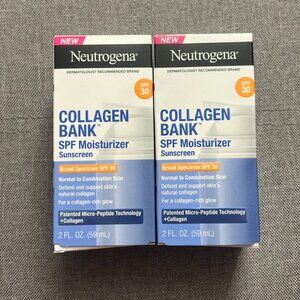 NEW
Neutrogena®
DERMATOLOGIST RECOMMENDED BRAND
SPF
30
COLLAGEN
BANK™
SPF Moisturizer
Sunscreen
Broad Spectrum SPF 30
Normal to Combination Skin
Defend and support skin's
natural collagen
For a collagen-rich glow
Patented Micro-Peptide Technology
+Collagen
2 FL. OZ. (59 mL)
NEW
Neutrogena®
DERMATOLOGIST RECOMMENDED BRAND
SPF
30
COLLAGEN
BANK™
SPF Moisturizer
Sunscreen
Broad Spectrum SPF 30
Normal to Combination Skin
Defend and support skin's
natural collagen
For a collagen-rich glow
Patented Micro-Peptide Technology
+Collagen
2 FL. OZ. (59 mL)